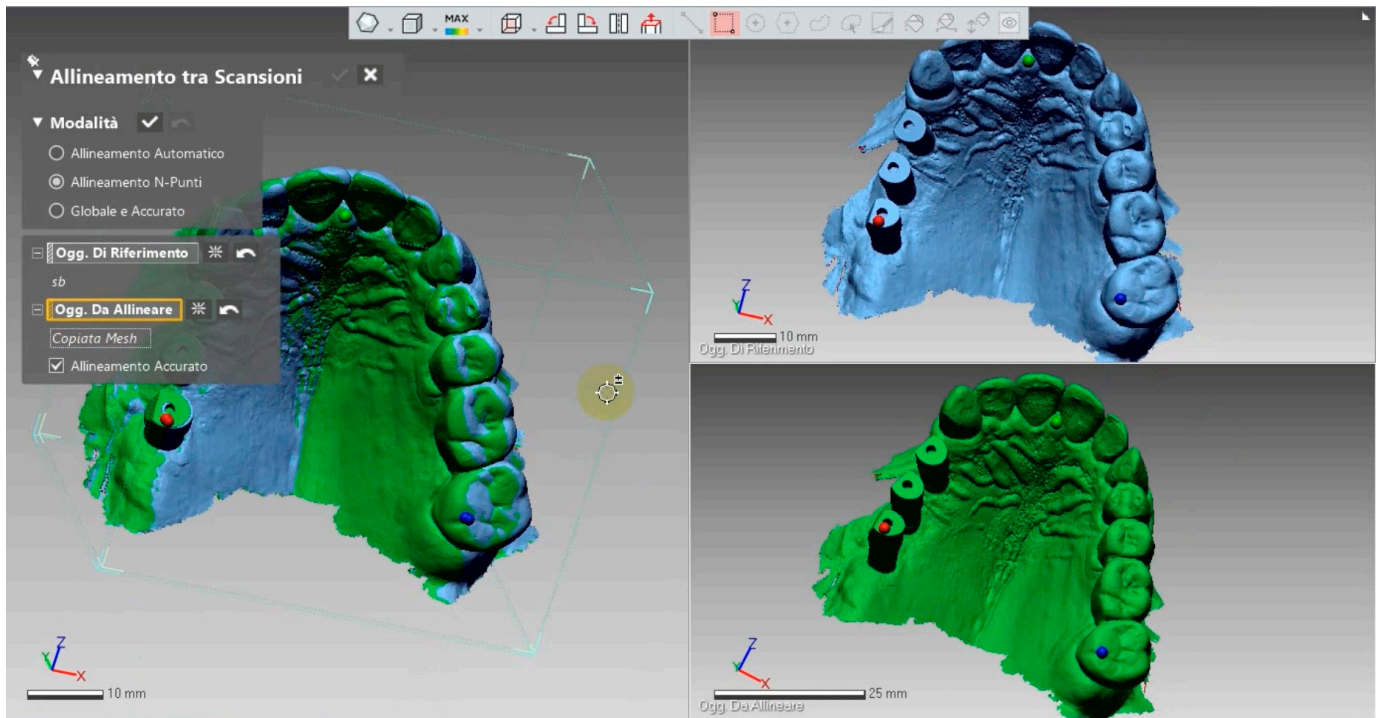 MAX
Allineamento tra Scansioni
Modalità
Allineamento Automatico
Allineamento N-Punti
Globale e Accurato
Ogg. Di Riferimento
sb
Ogg. Da Allineare
Copiata Mesh
Allineamento Accurato
Z
Y
X
10 mm
Z
Y
X
10 mm
Ogg. Di Riferimento
Z
Y
X
25 mm
Ogg. Da Allineare